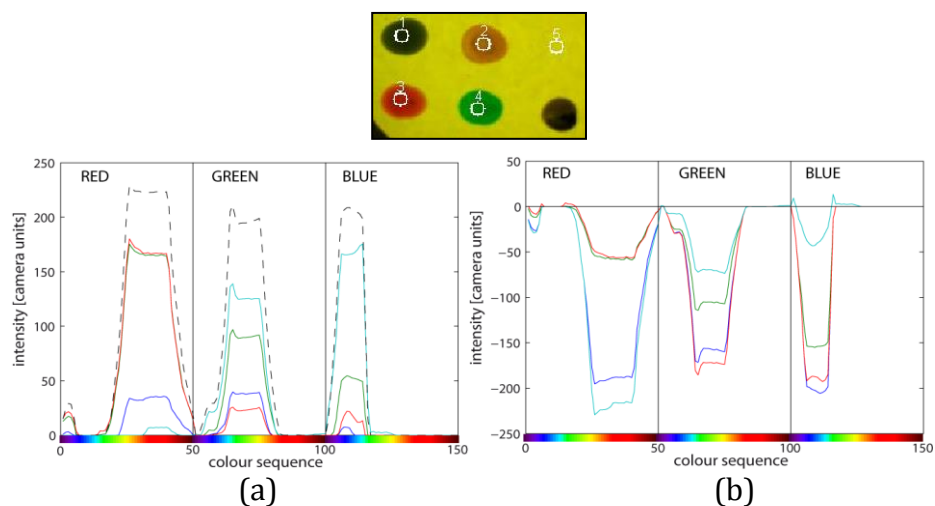 1 2 5
3 4
250
200
150
100
50
0
intensity [camera units]
RED GREEN BLUE
0 50 100 150
colour sequence
(a)
50
0
−50
−100
−150
−200
−250
intensity [camera units]
RED GREEN BLUE
0 50 100 150
colour sequence
(b)